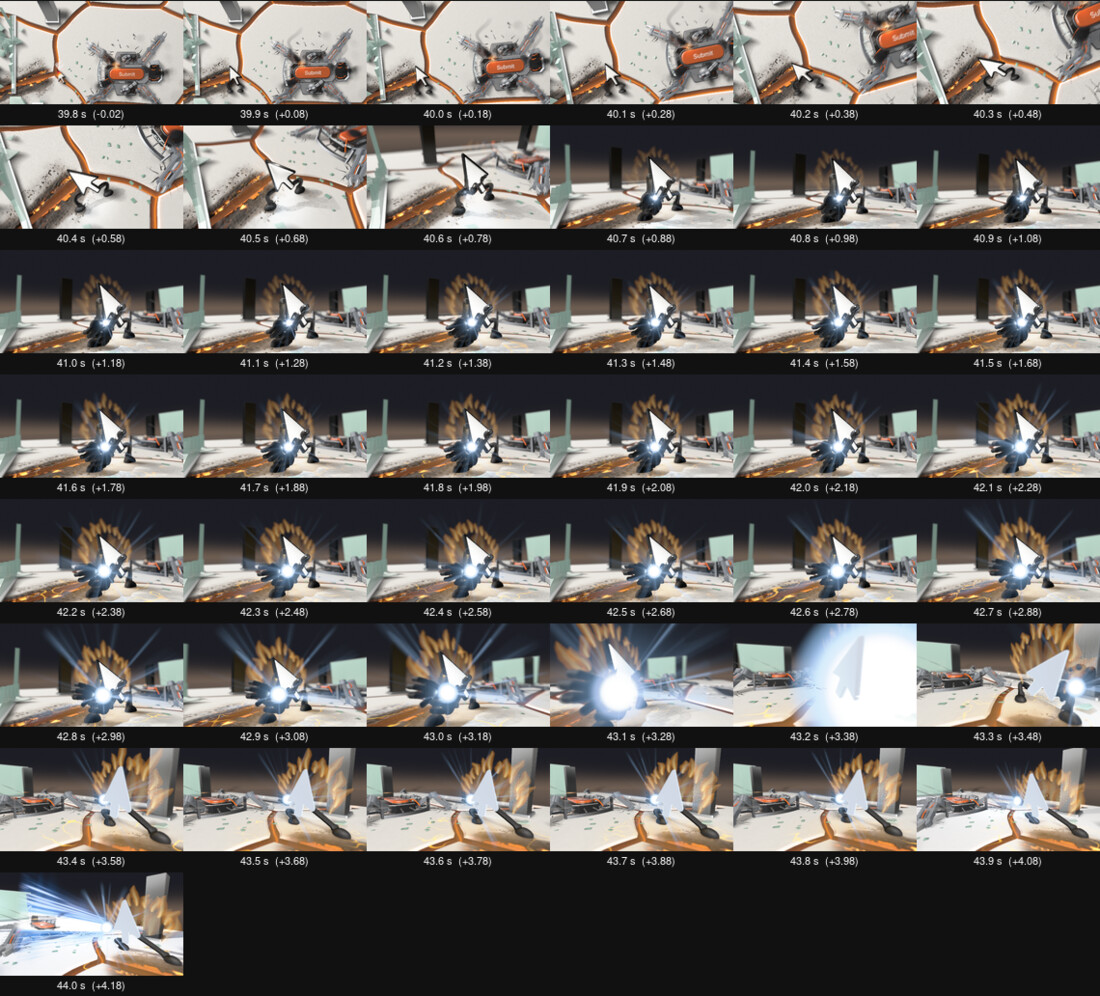 Submit
Submit
Submit
Submit
Submit
Sub
39.8 s (-0.02)
39.9 s (+0.08)
40.0 s (+0.18)
40.1 s (+0.28)
40.2 s (+0.38)
40.3 s (+0.48)
40.4 s (+0.58)
40.5 s (+0.68)
40.6 s (+0.78)
40.7 s (+0.88)
40.8 s (+0.98)
40.9 s (+1.08)
41.0 s (+1.18)
41.1 s (+1.28)
41.2 s (+1.38)
41.3 s (+1.48)
41.4 s (+1.58)
41.5 s (+1.68)
41.6 s (+1.78)
41.7 s (+1.88)
41.8 s (+1.98)
41.9 s (+2.08)
42.0 s (+2.18)
42.1 s (+2.28)
42.2 s (+2.38)
42.3 s (+2.48)
42.4 s (+2.58)
42.5 s (+2.68)
42.6 s (+2.78)
42.7 s (+2.88)
42.8 s (+2.98)
42.9 s (+3.08)
43.0 s (+3.18)
43.1 s (+3.28)
43.2 s (+3.38)
43.3 s (+3.48)
43.4 s (+3.58)
43.5 s (+3.68)
43.6 s (+3.78)
43.7 s (+3.88)
43.8 s (+3.98)
43.9 s (+4.08)
44.0 s (+4.18)